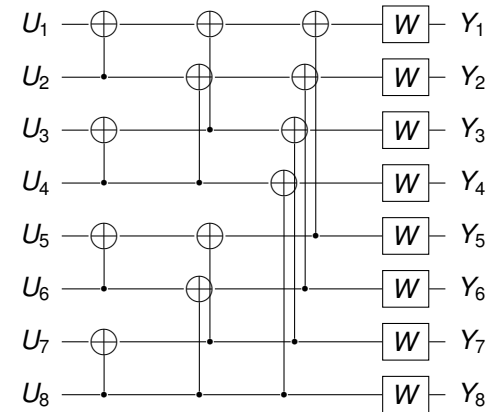 U1 W Y1
U2 W Y2
U3 W Y3
U4 W Y4
U5 W Y5
U6 W Y6
U7 W Y7
U8 W Y8